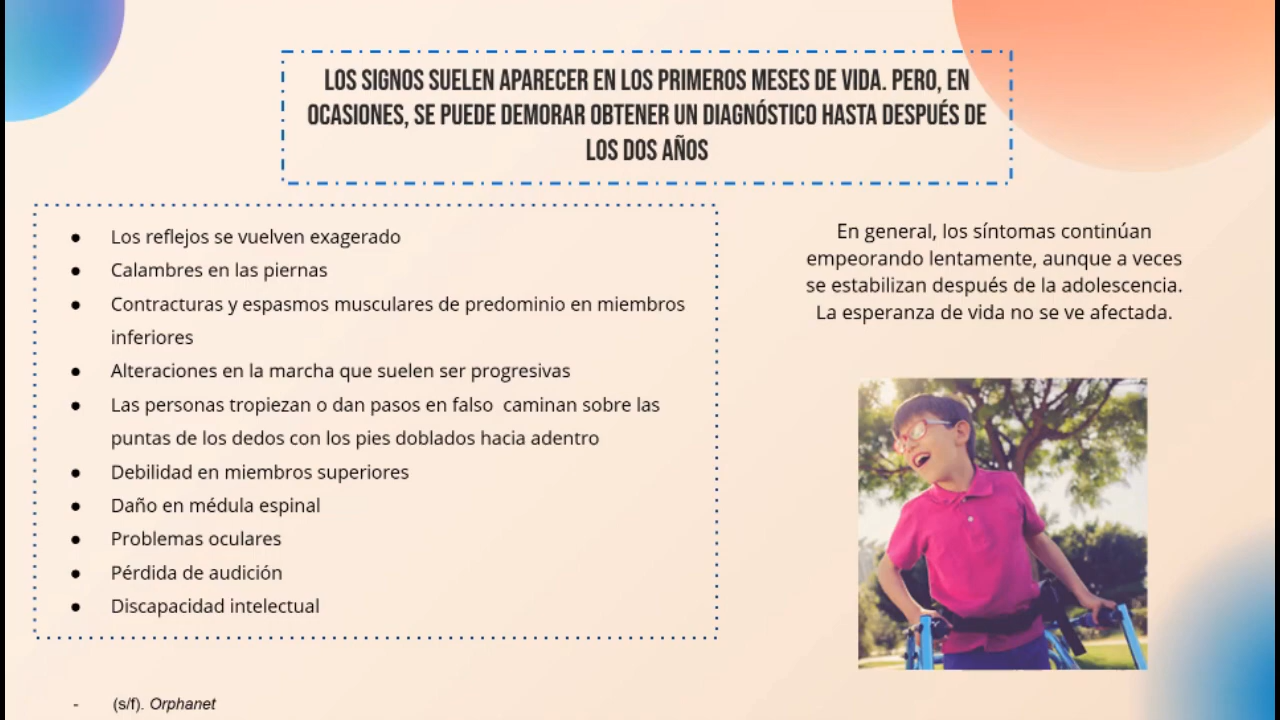 LOS SIGNOS SUELEN APARECER EN LOS PRIMEROS MESES DE VIDA. PERO, EN
OCASIONES, SE PUEDE DEMORAR OBTENER UN DIAGNÓSTICO HASTA DESPUÉS DE
LOS DOS AÑOS
● Los reflejos se vuelven exagerado
● Calambres en las piernas
● Contracturas y espasmos musculares de predominio en miembros
inferiores
● Alteraciones en la marcha que suelen ser progresivas
● Las personas tropiezan o dan pasos en falso  caminan sobre las
puntas de los dedos con los pies doblados hacia adentro
● Debilidad en miembros superiores
● Daño en médula espinal
● Problemas oculares
● Pérdida de audición
● Discapacidad intelectual
En general, los síntomas continúan
empeorando lentamente, aunque a veces
se estabilizan después de la adolescencia.
La esperanza de vida no se ve afectada.
- (s/f). Orphanet